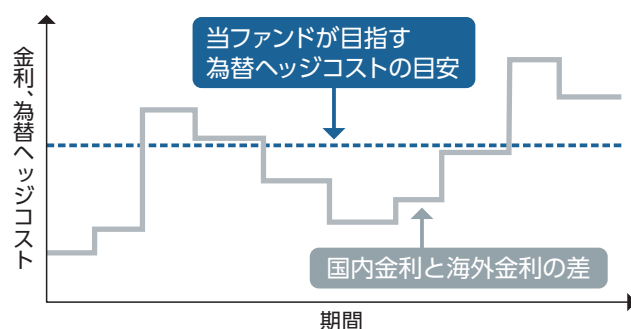 当ファンドが目指す
為替ヘッジコストの目安
金利、為替ヘッジコスト
国内金利と海外金利の差
期間